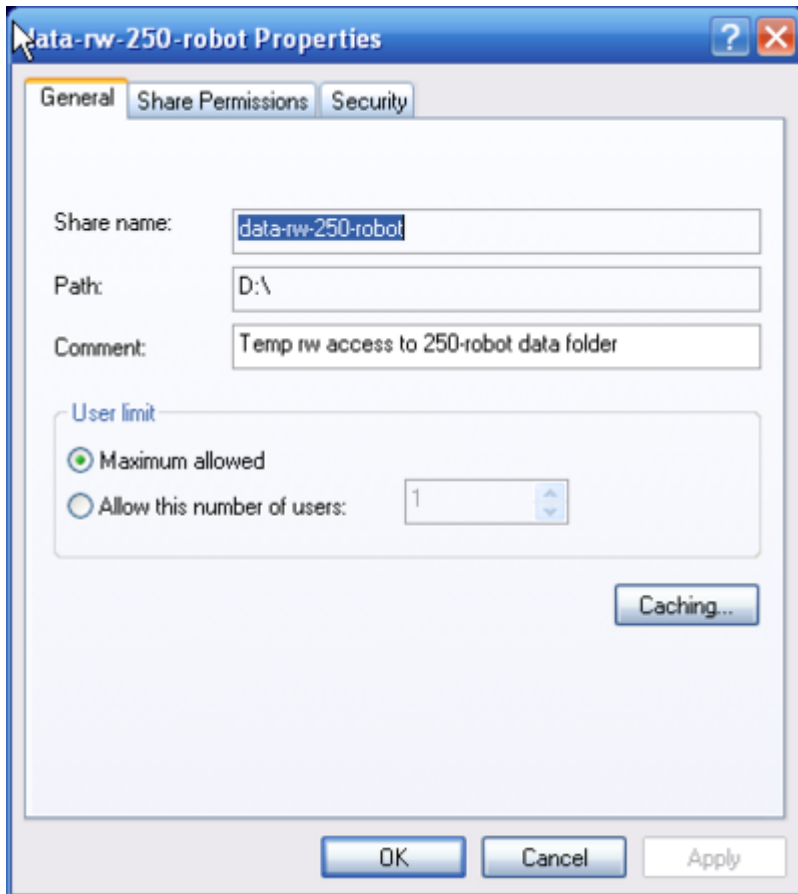 data-rw-250-robot Properties
General Share Permissions Security
Share name: data-rw-250-robot
Path: D:\
Comment: Temp rw access to 250-robot data folder
User limit
Maximum allowed
Allow this number of users: 1
Caching...
OK Cancel Apply